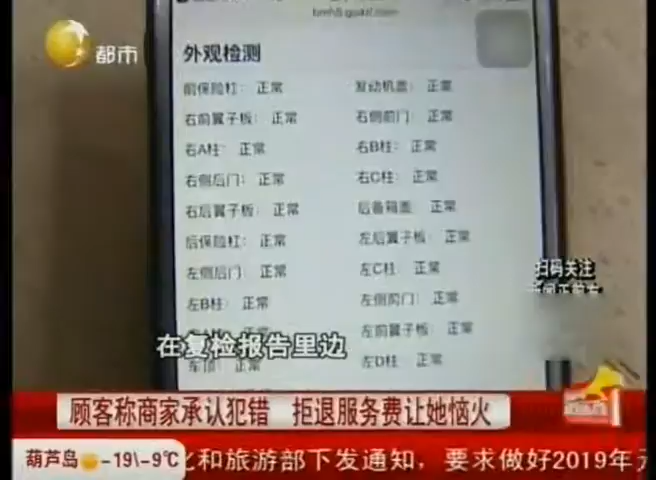 都市
外观检测
前保险杠: 正常 发动机盖: 正常
右前翼子板: 正常 右侧前门: 正常
右A柱: 正常 右B柱: 正常
右侧后门: 正常 右C柱: 正常
右后翼子板: 正常 后备箱盖 正常
后保险杠: 正常 左后翼子板: 正常
左侧后门: 正常 左C柱: 正常
左B柱: 正常 左侧前门: 正常
左前翼子板: 正常
车顶: 正常 左D柱: 正常
扫码关注
在复检报告里边
顾客称商家承认犯错 拒退服务费让她恼火
葫芦岛 -19\-9℃
化和旅游部下发通知，要求做好2019年元